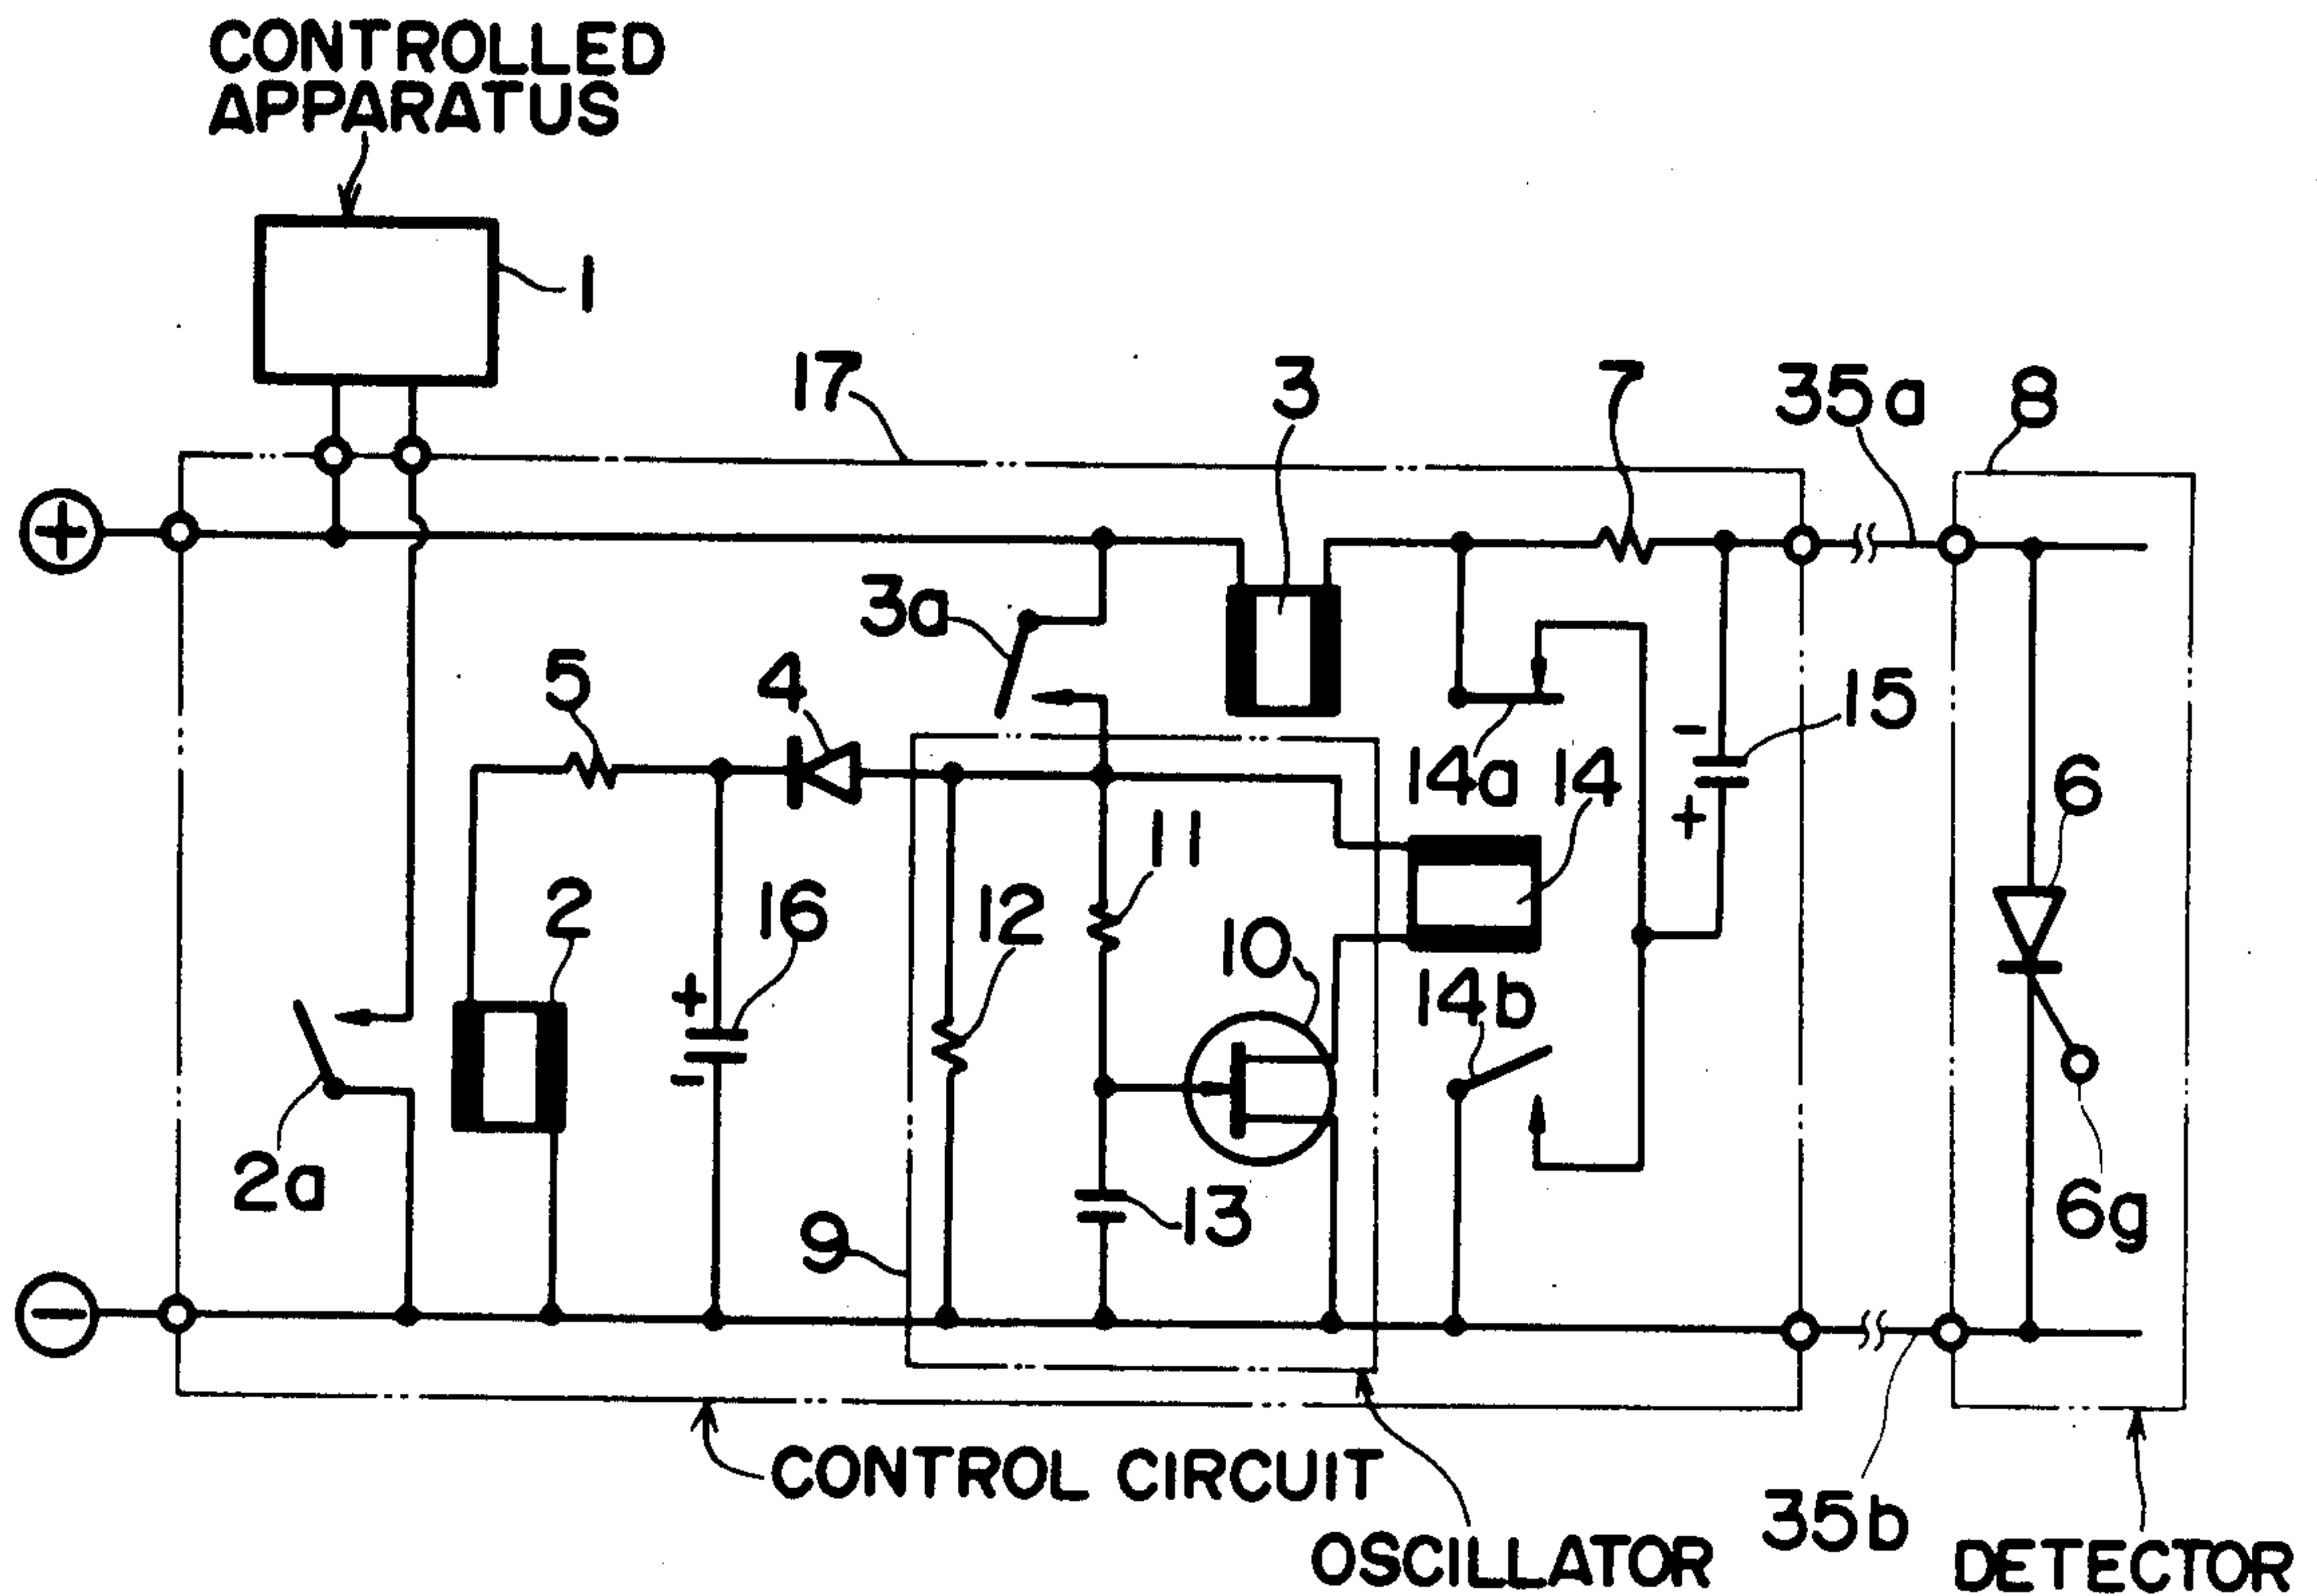 CONTROLLED
APPARATUS
1
17
3
7
35a
8
+
3a
5
4
14a
14
-
15
+
6
11
2
16
12
10
14b
+
-
2a
9
13
6g
-
CONTROL CIRCUIT
OSCILLATOR
35b
DETECTOR